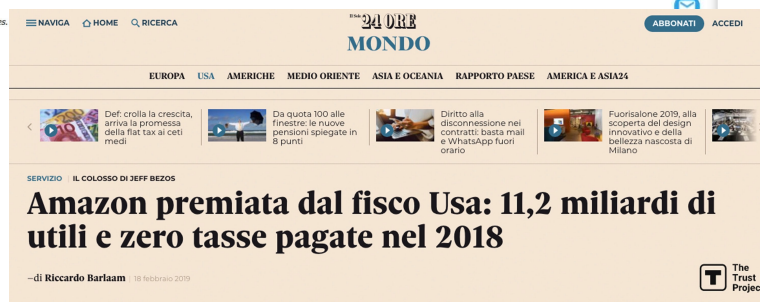 es.
NAVIGA HOME RICERCA
Il Sole 24 ORE
MONDO
ABBONATI ACCEDI
EUROPA USA AMERICHE MEDIO ORIENTE ASIA E OCEANIA RAPPORTO PAESE AMERICA E ASIA24
Def: crolla la crescita,
arriva la promessa
della flat tax ai ceti
medi
Da quota 100 alle
finestre: le nuove
pensioni spiegate in
8 punti
Diritto alla
disconnessione nei
contratti: basta mail
e WhatsApp fuori
orario
Fuorisalone 2019, alla
scoperta del design
innovativo e della
bellezza nascosta di
Milano
SERVIZIO | IL COLOSSO DI JEFF BEZOS
Amazon premiata dal fisco Usa: 11,2 miliardi di
utili e zero tasse pagate nel 2018
–di Riccardo Barlaam | 18 febbraio 2019
T
The
Trust
Projec